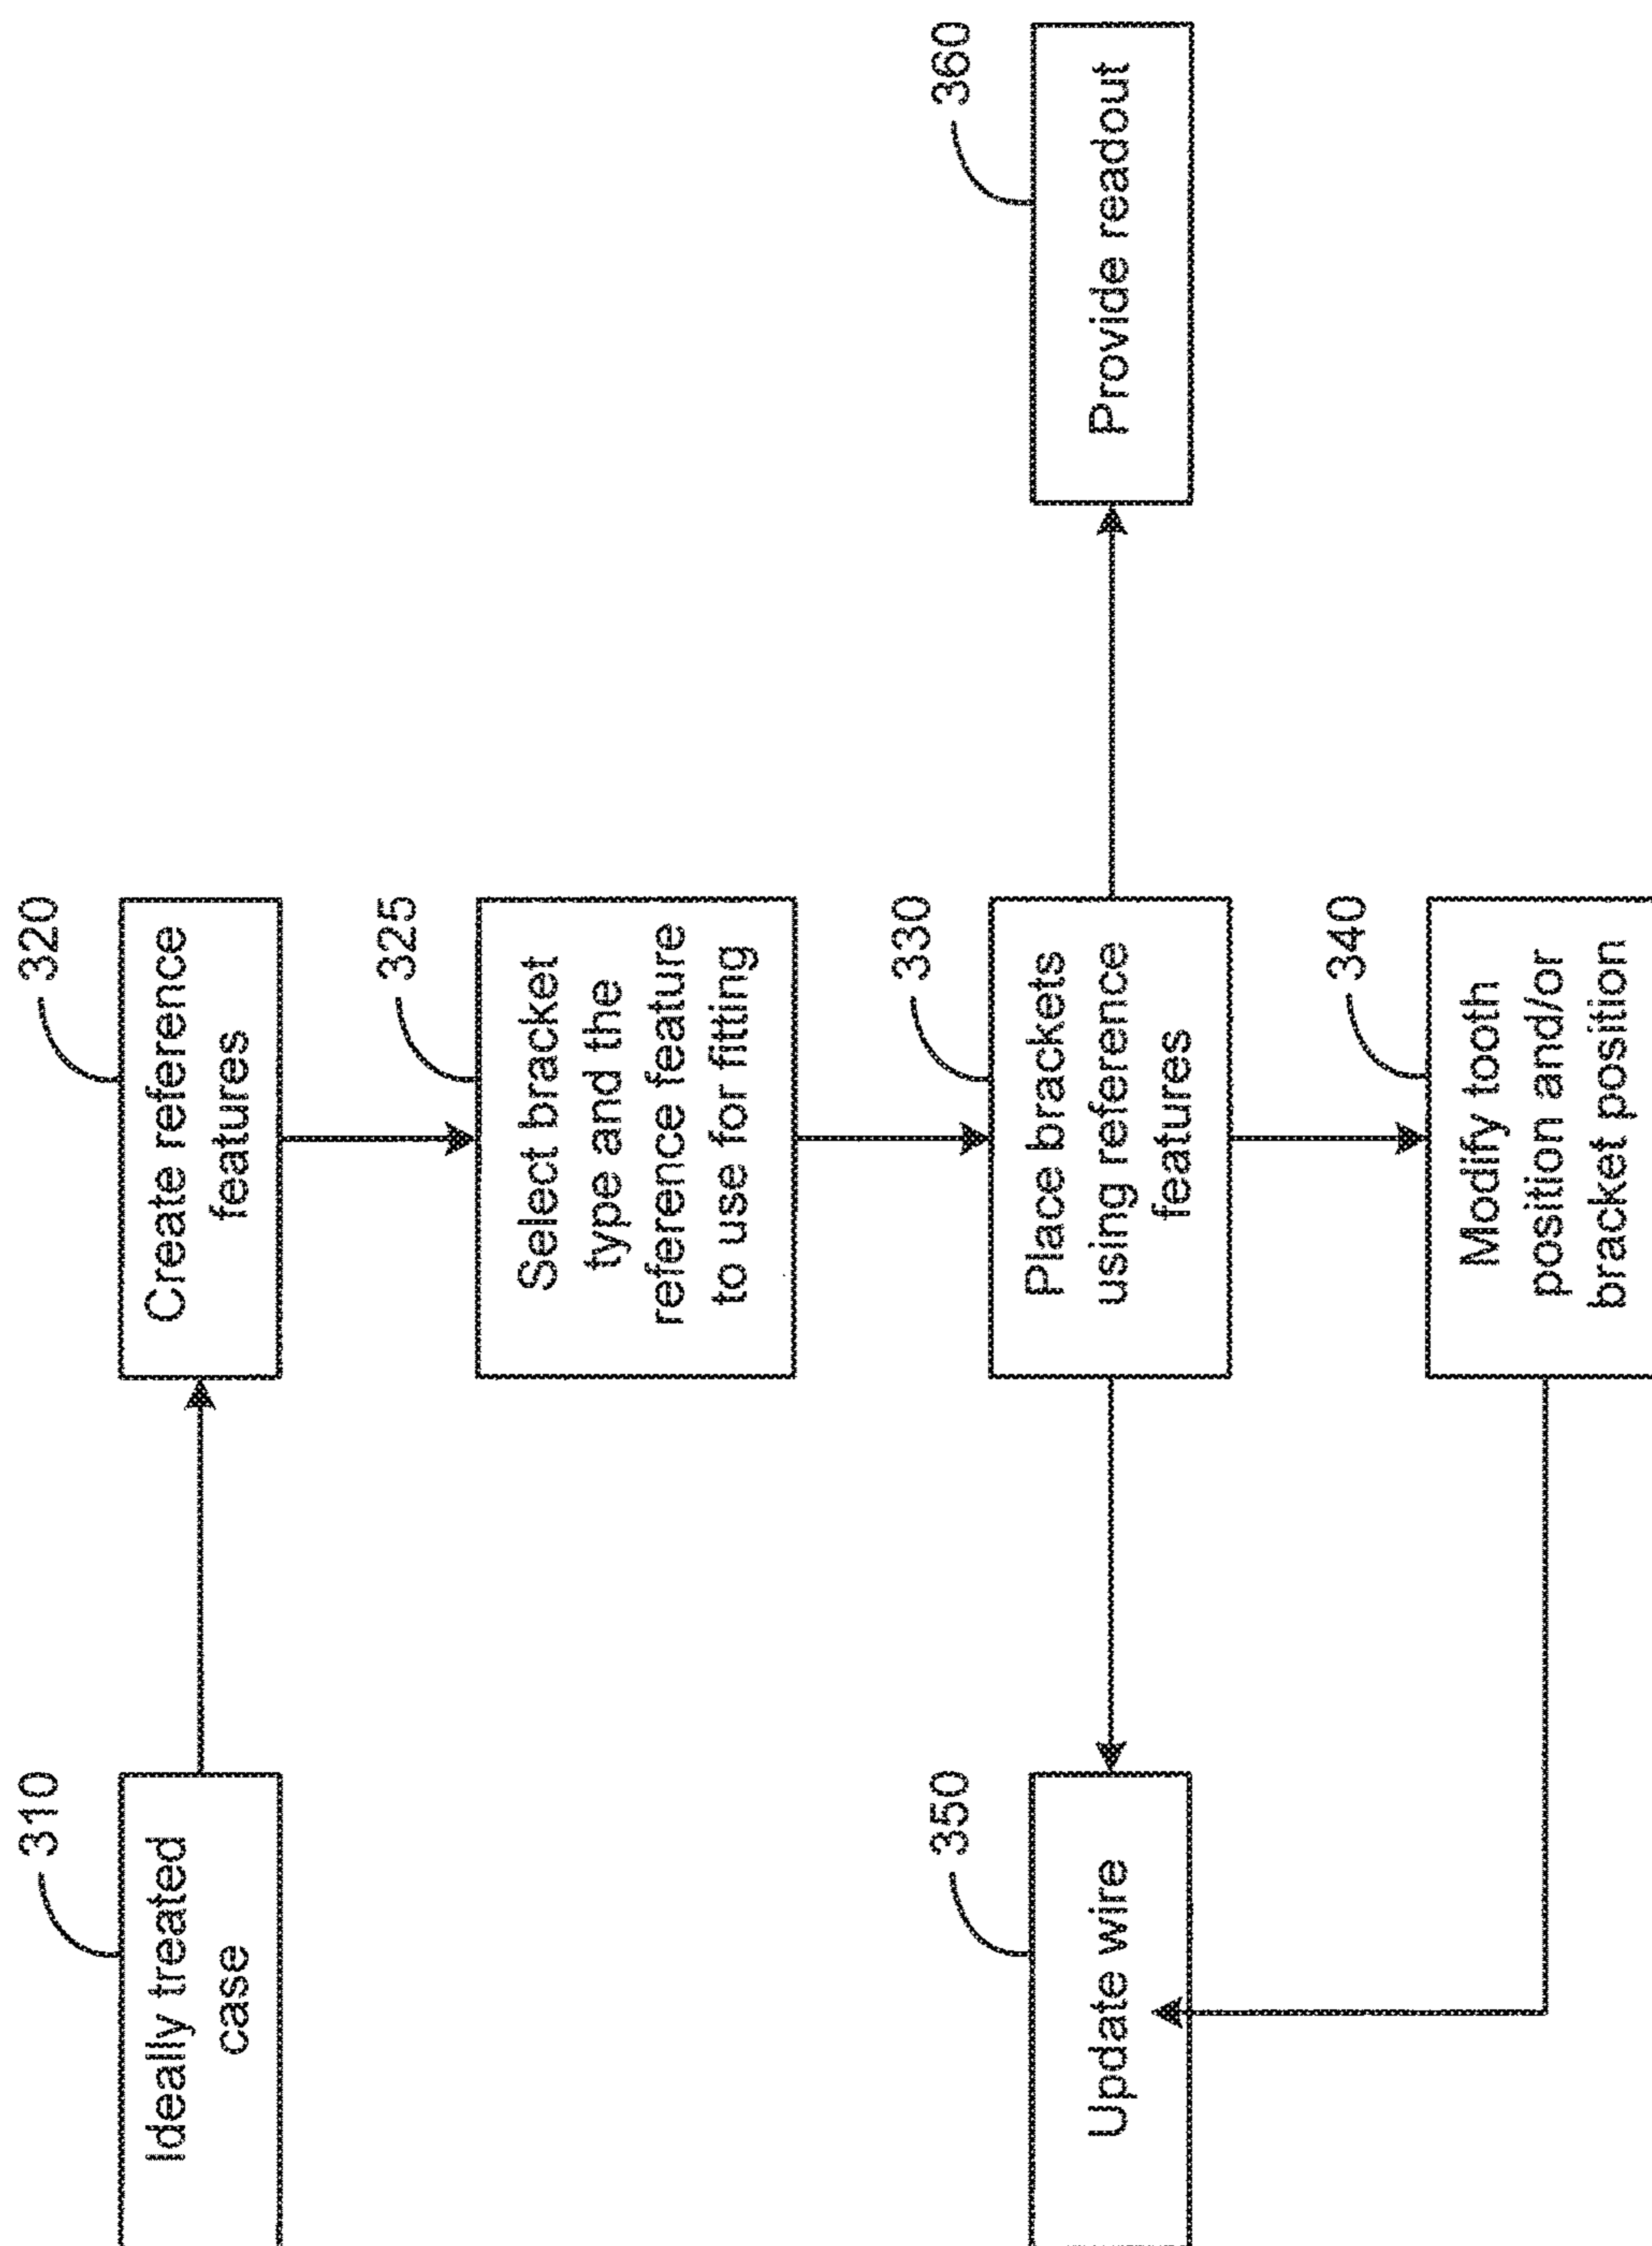 310
Ideally treated
case
320
Create reference
features
325
Select bracket
type and the
reference feature
to use for fitting
330
Place brackets
using reference
features
340
Modify tooth
position and/or
bracket position
350
Update wire
360
Provide readout